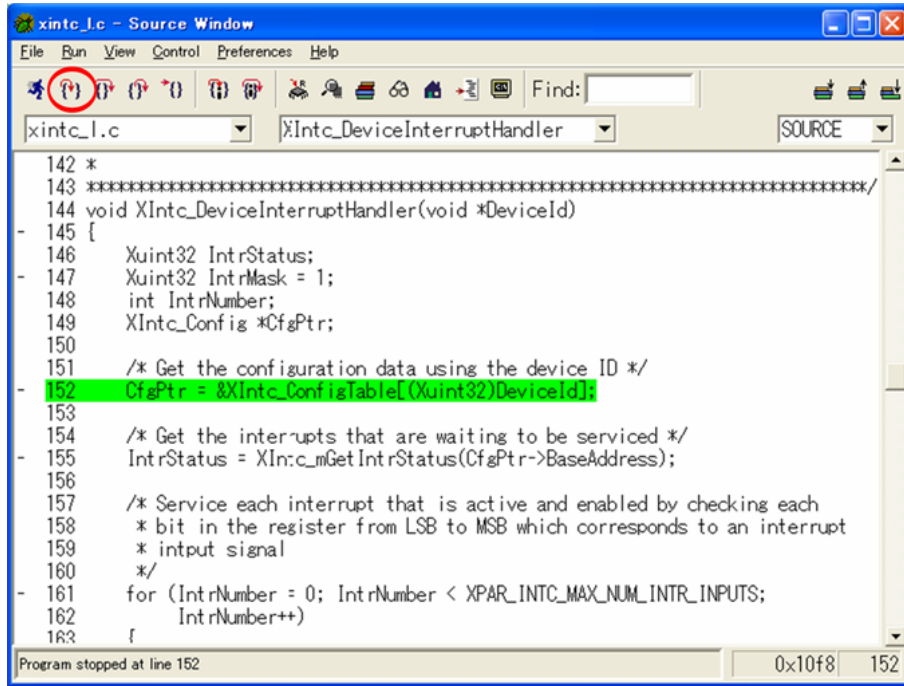 xintc_l.c - Source Window
File Run View Control Preferences Help
Find:
xintc_l.c XIntc_DeviceInterruptHandler SOURCE
142 *
143 ******************************************************************************/
144 void XIntc_DeviceInterruptHandler(void *DeviceId)
- 145 {
146 Xuint32 IntrStatus;
- 147 Xuint32 IntrMask = 1;
148 int IntrNumber;
149 XIntc_Config *CfgPtr;
150
151 /* Get the configuration data using the device ID */
- 152 CfgPtr = &XIntc_ConfigTable[(Xuint32)DeviceId];
153
154 /* Get the interrupts that are waiting to be serviced */
- 155 IntrStatus = XIntc_mGetIntrStatus(CfgPtr->BaseAddress);
156
157 /* Service each interrupt that is active and enabled by checking each
158 * bit in the register from LSB to MSB which corresponds to an interrupt
159 * intput signal
160 */
- 161 for (IntrNumber = 0; IntrNumber < XPAR_INTC_MAX_NUM_INTR_INPUTS;
162 IntrNumber++)
163 {
Program stopped at line 152 0x10f8 152